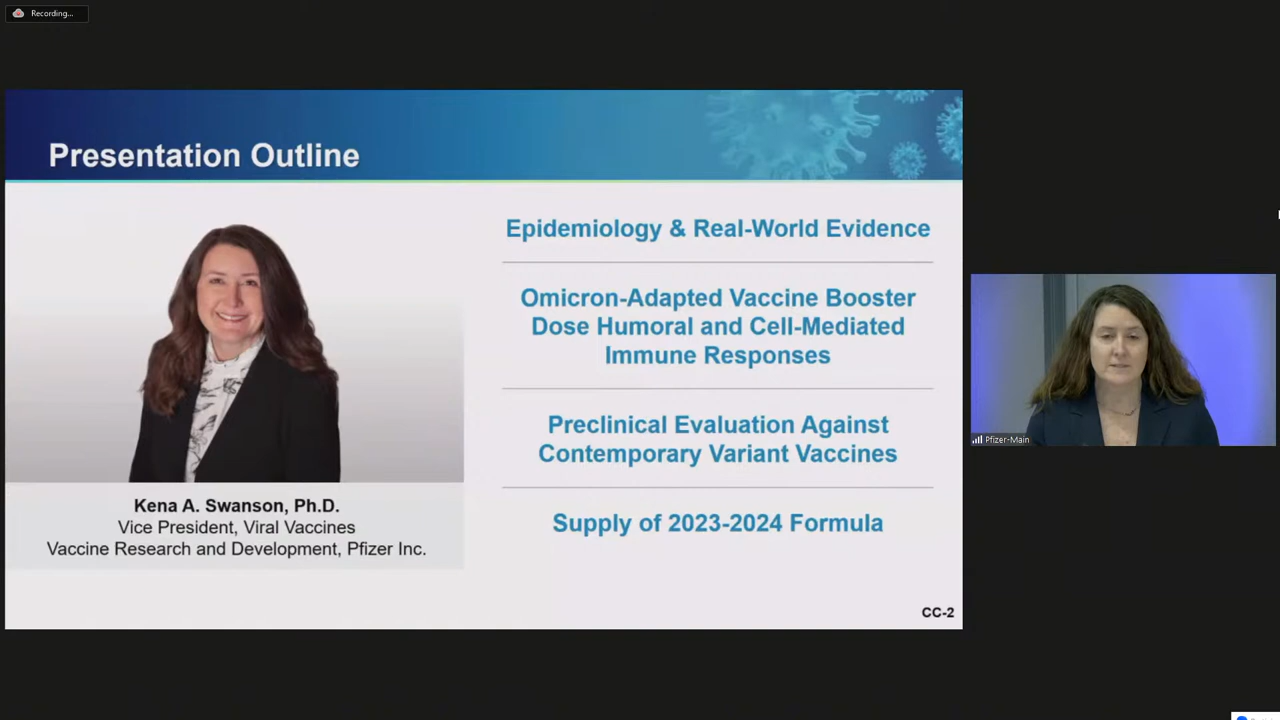 Recording...
Presentation Outline
Epidemiology & Real-World Evidence
Omicron-Adapted Vaccine Booster
Dose Humoral and Cell-Mediated
Immune Responses
Preclinical Evaluation Against
Contemporary Variant Vaccines
Supply of 2023-2024 Formula
Kena A. Swanson, Ph.D.
Vice President, Viral Vaccines
Vaccine Research and Development, Pfizer Inc.
CC-2
Pfizer-Main